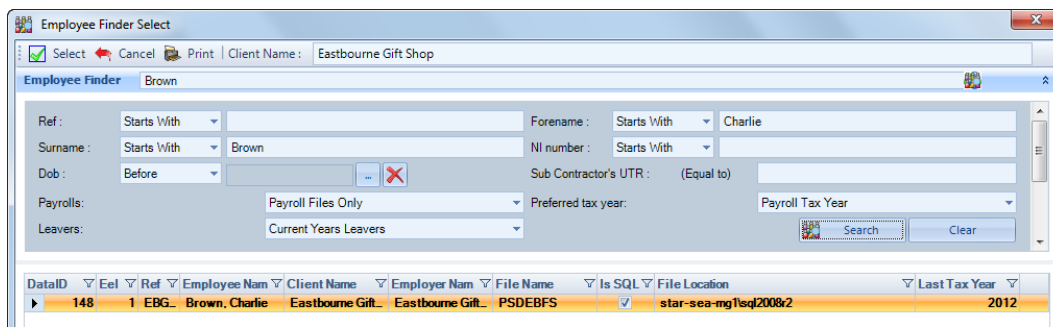 Employee Finder Select
Select Cancel Print Client Name : Eastbourne Gift Shop
Employee Finder Brown
Ref : Starts With Forename : Starts With Charlie
Surname : Starts With Brown NI number : Starts With
Dob : Before ... Sub Contractor's UTR : (Equal to)
Payrolls: Payroll Files Only Preferred tax year: Payroll Tax Year
Leavers: Current Years Leavers Search Clear
DataID Eel Ref Employee Nam Client Name Employer Nam File Name Is SQL File Location Last Tax Year
148 1 EBG... Brown, Charlie Eastbourne Gift... Eastbourne Gift... PSDEBFS star-sea-mg1\sql2008r2 2012